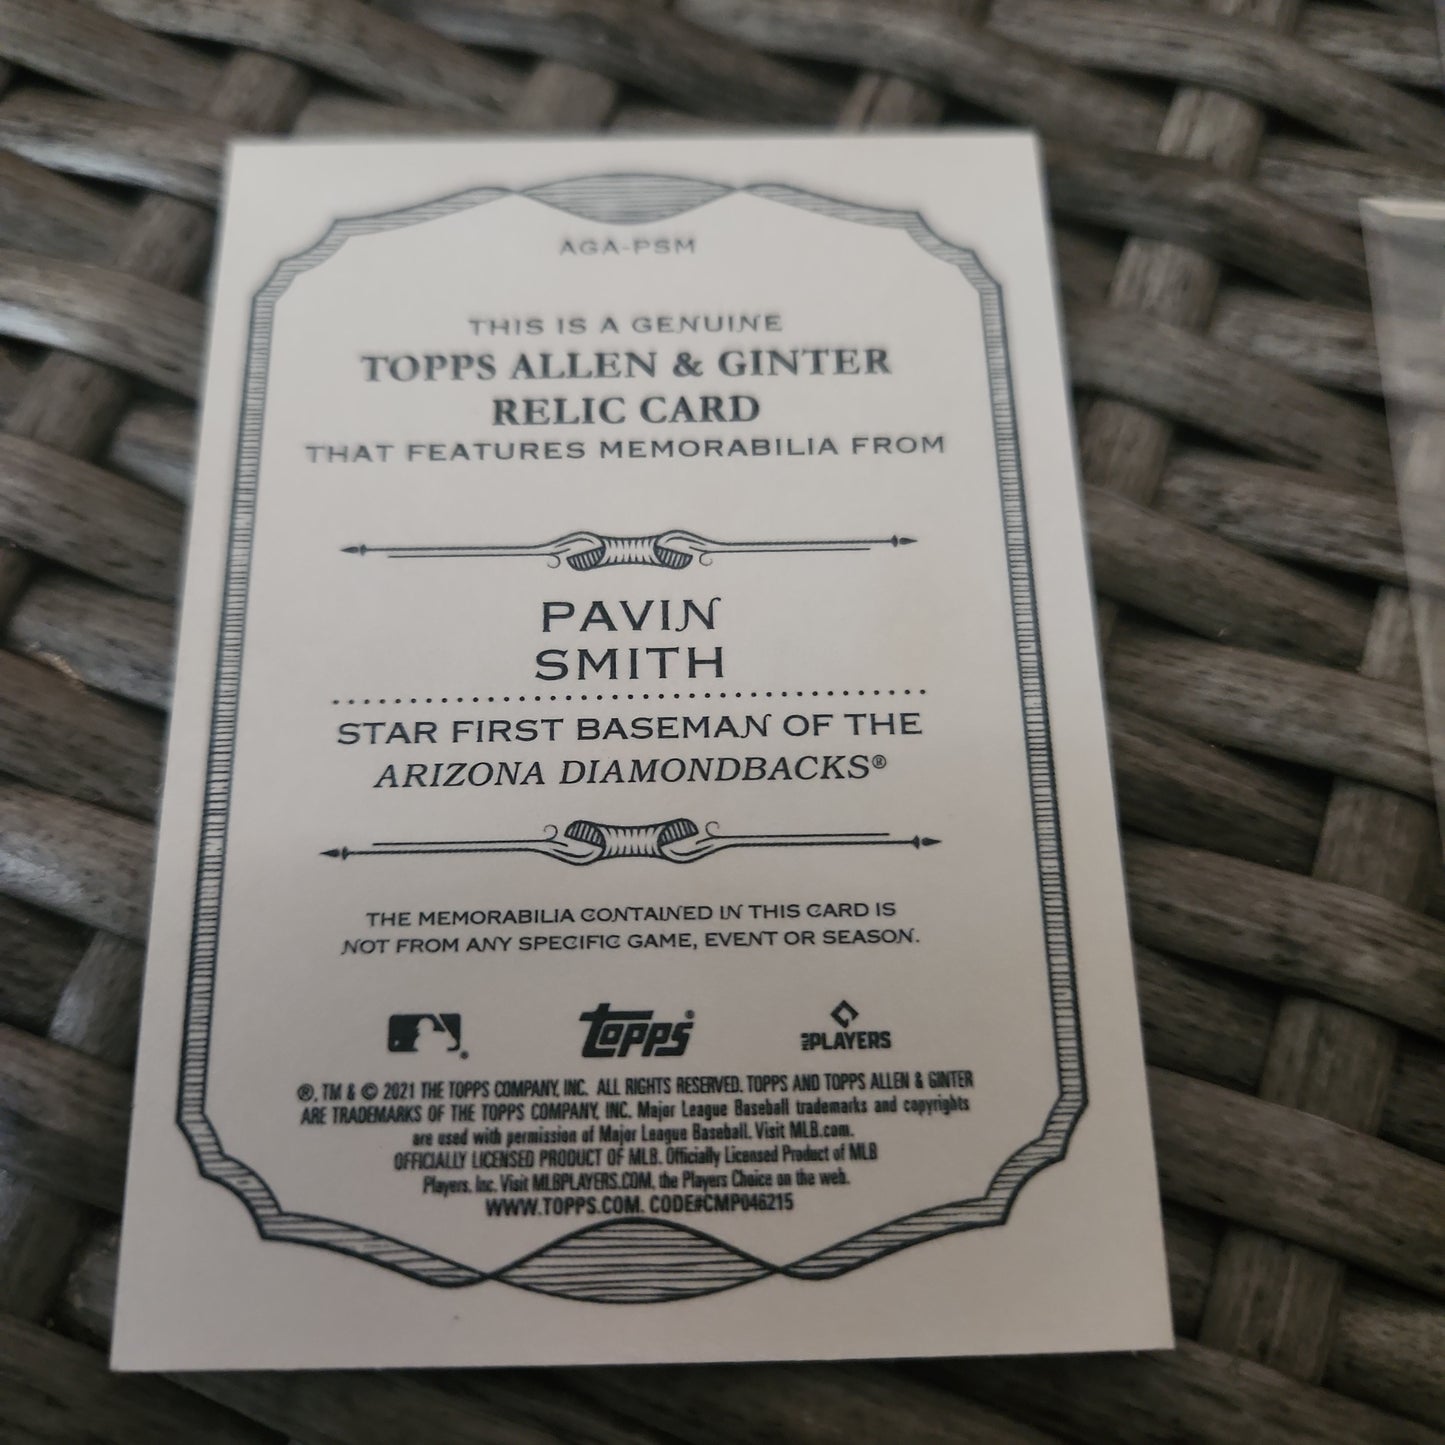 AGA-PSM
THIS IS A GENUINE
TOPPS ALLEN & GINTER
RELIC CARD
THAT FEATURES MEMORABILIA FROM
PAVIN
SMITH
STAR FIRST BASEMAN OF THE
ARIZONA DIAMONDBACKS®
THE MEMORABILIA CONTAINED IN THIS CARD IS
NOT FROM ANY SPECIFIC GAME, EVENT OR SEASON.
topps® MLB PLAYERS
®, TM & © 2021 THE TOPPS COMPANY, INC. ALL RIGHTS RESERVED. TOPPS AND TOPPS ALLEN & GINTER
ARE TRADEMARKS OF THE TOPPS COMPANY, INC. Major League Baseball trademarks and copyrights
are used with permission of Major League Baseball. Visit MLB.com.
OFFICIALLY LICENSED PRODUCT OF MLB. Officially Licensed Product of MLB
Players, Inc. Visit MLBPLAYERS.COM, the Players Choice on the web.
WWW.TOPPS.COM. CODE#CMP046215